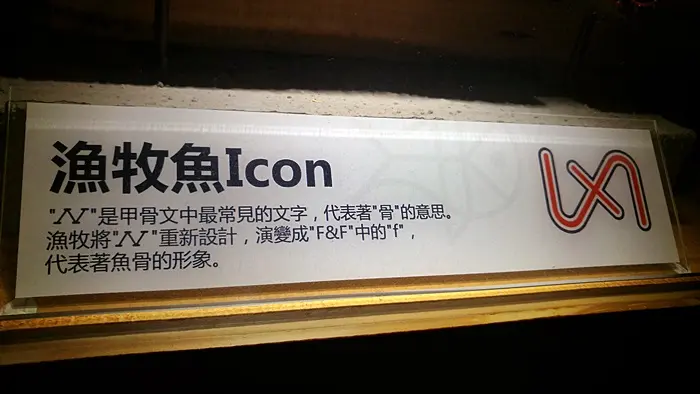 漁牧魚Icon
"    "是甲骨文中最常見的文字，代表著"骨"的意思。
漁牧將"    "重新設計，演變成"F&F"中的"f"，
代表著魚骨的形象。